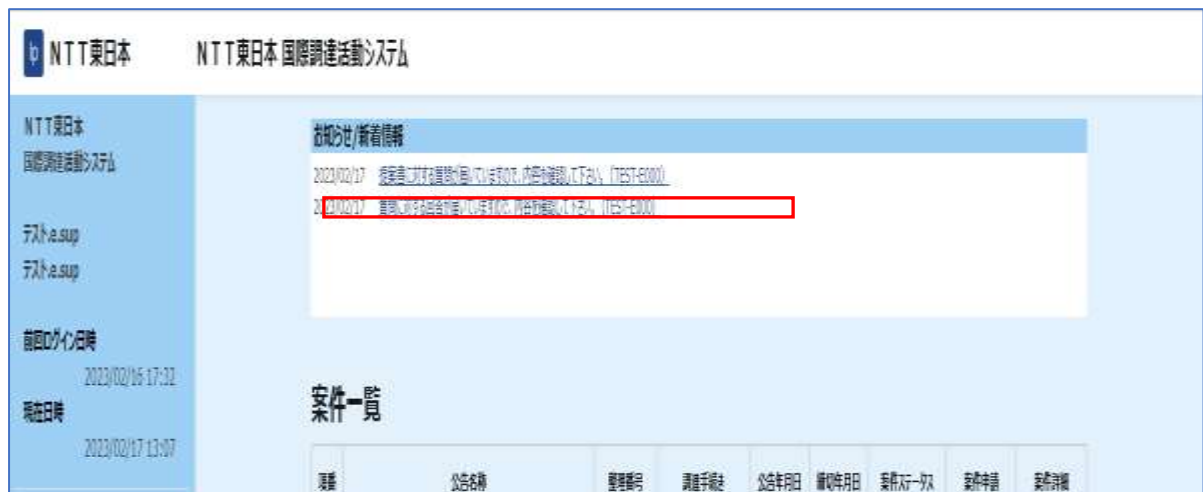 NTT東日本
NTT東日本 国際調達活動システム
NTT東日本
国際調達活動システム
テスト.e.sup
テスト.e.sup
前回ログイン日時
2023/02/16 17:32
現在日時
2023/02/17 13:07
お知らせ/新着情報
2023/02/17 提案書に対する質問が届いていますので、内容を確認して下さい。(TEST-E000)
2023/02/17 質問に対する回答が届いていますので、内容を確認して下さい。(TEST-E000)
案件一覧
項番 公告名称 整理番号 調達手続き 公告年月日 締切年月日 案件ステータス 案件申請 案件詳細